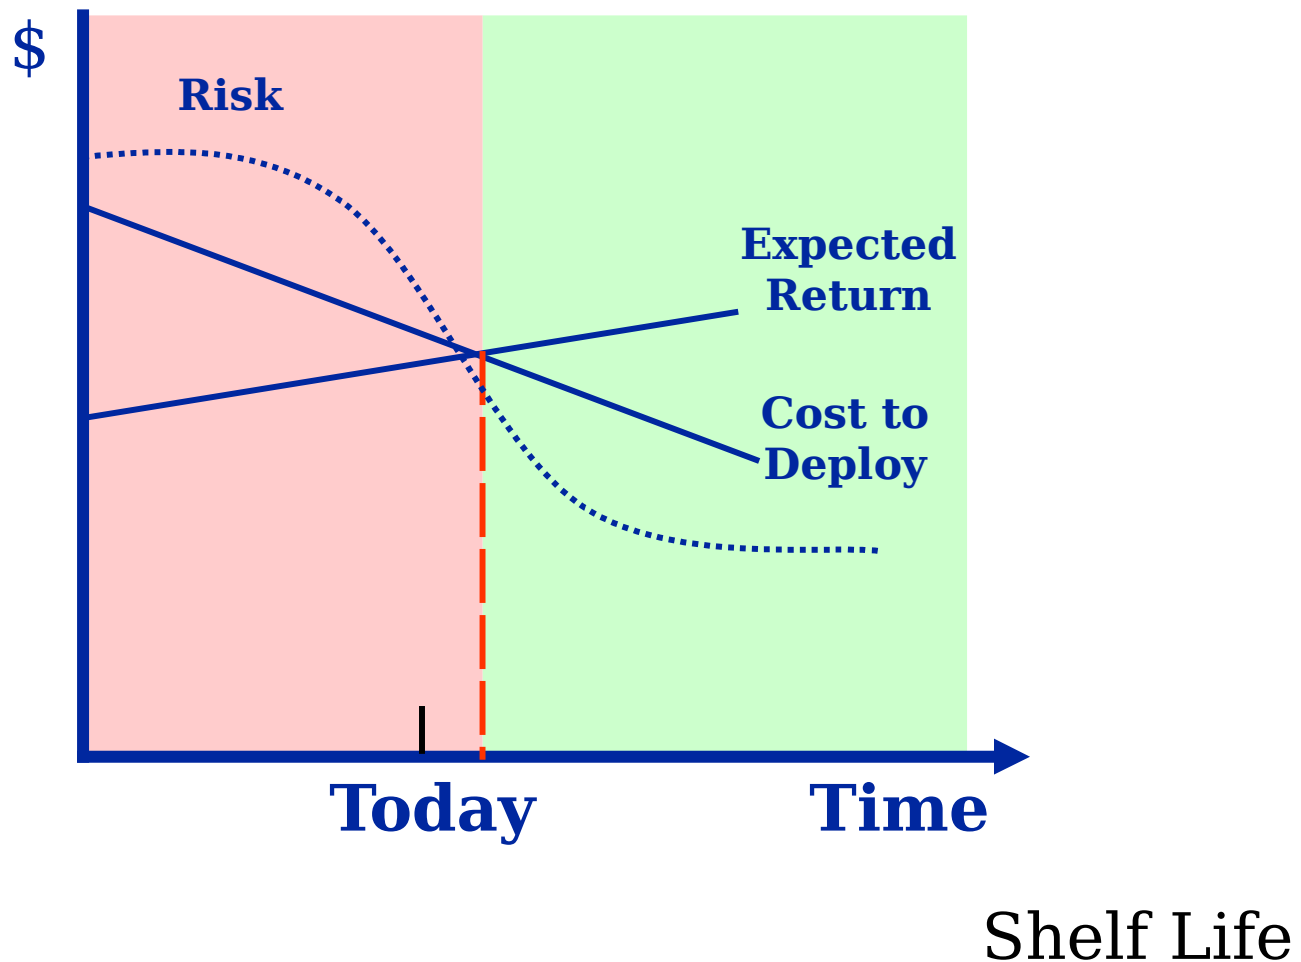 $
Risk
Expected
Return
Cost to
Deploy
Today
Time
Shelf Life